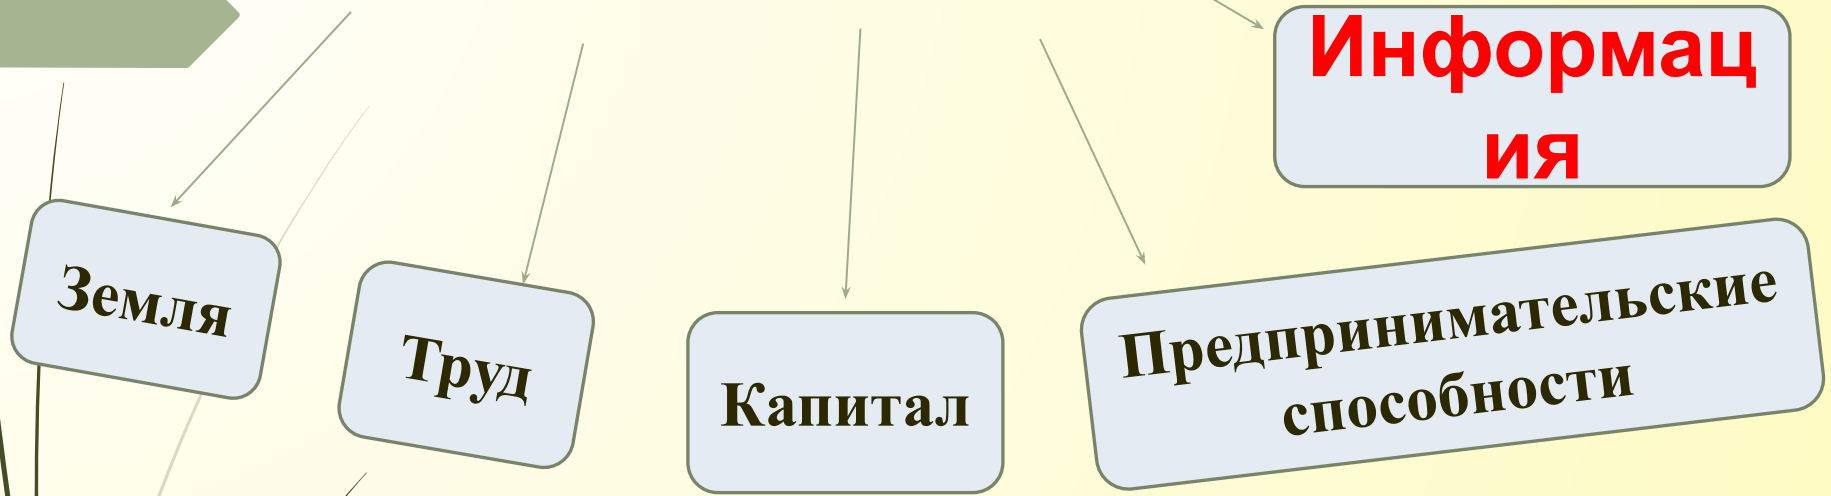 Информац
ия
Земля
Труд
Капитал
Предпринимательские
способности